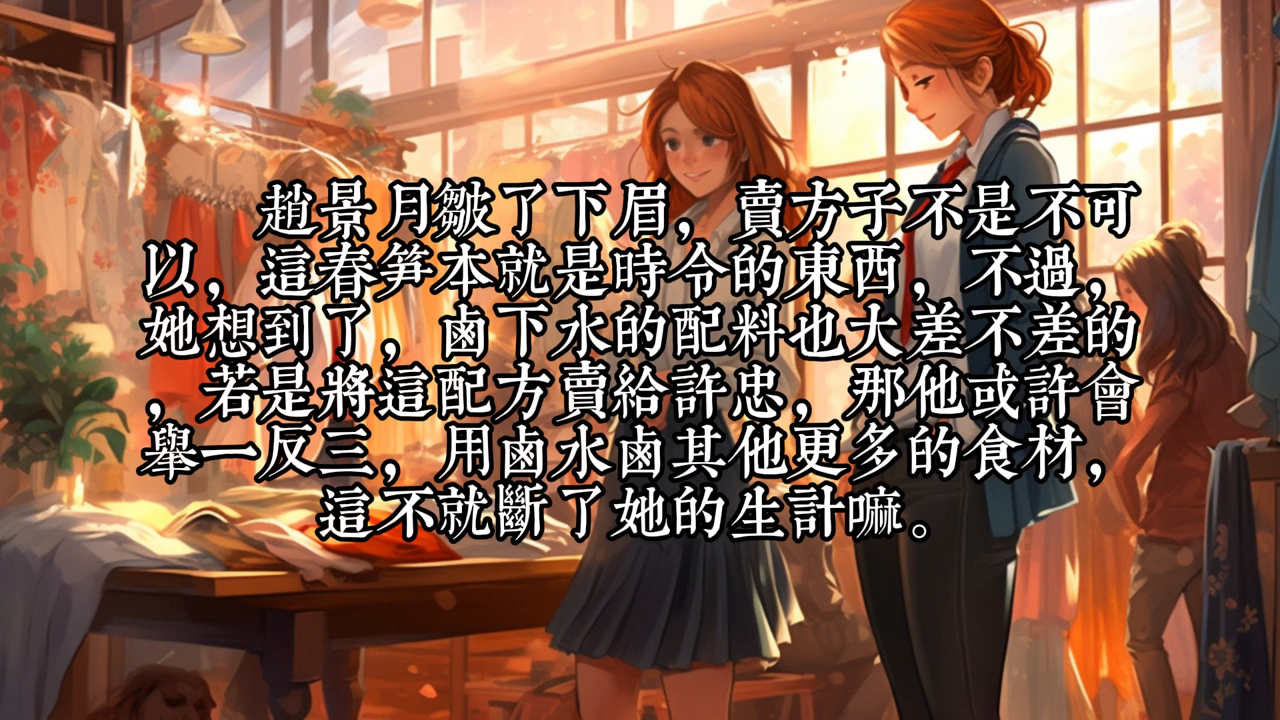 趙景月皺了下眉，賣方子不是不可
以，這春筍本就是時令的東西，不過，
她想到了，鹵下水的配料也大差不差的
，若是將這配方賣給許忠，那他或許會
舉一反三，用鹵水鹵其他更多的食材，
這不就斷了她的生計嘛。